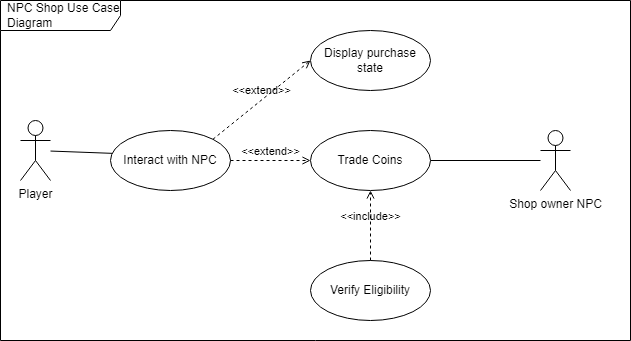 NPC Shop Use Case
Diagram
Display purchase
state
<<extend>>
Interact with NPC
<<extend>>
Trade Coins
Player
Shop owner NPC
<<include>>
Verify Eligibility